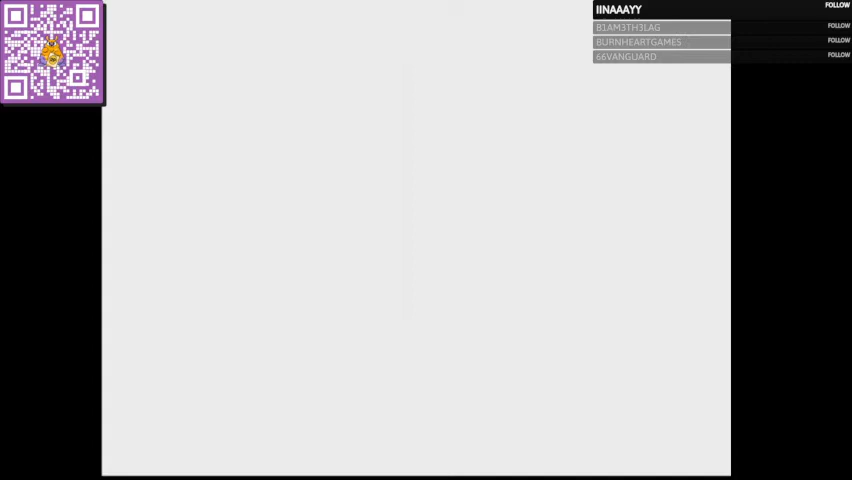 IINAAAYY FOLLOW
B1AM3TH3LAG FOLLOW
BURNHEARTGAMES FOLLOW
66VANGUARD FOLLOW